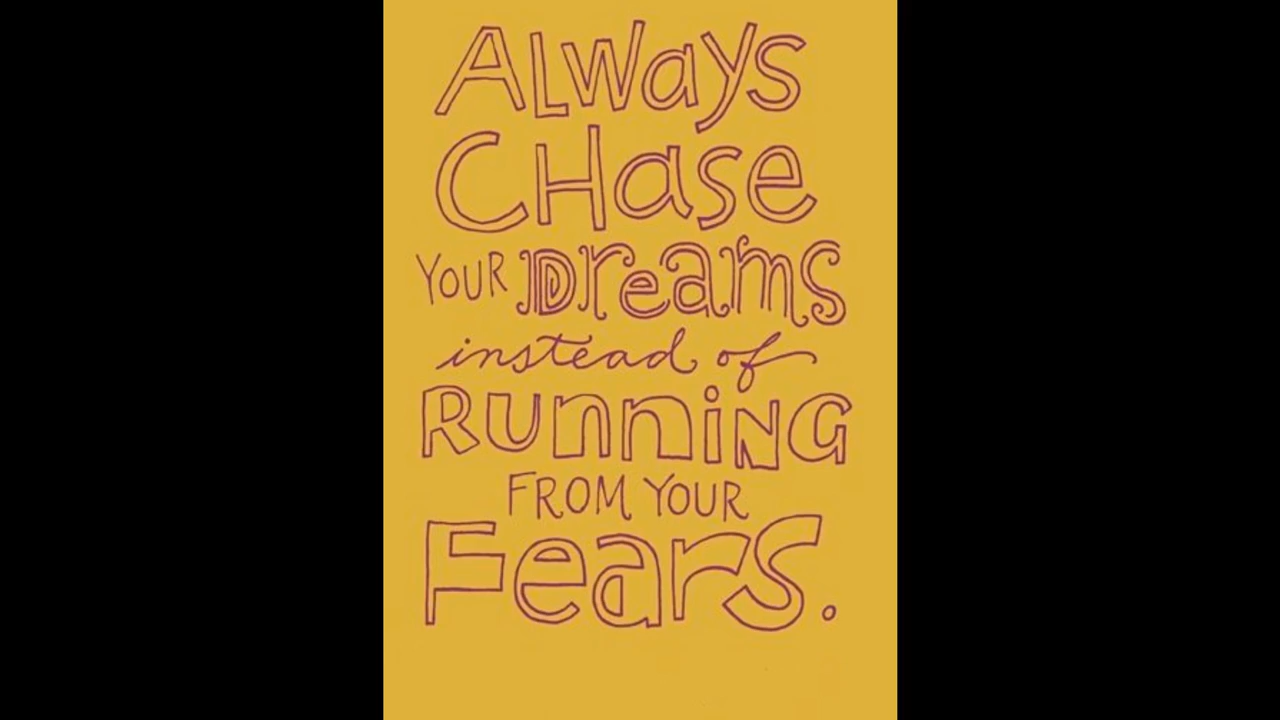 ALWays
CHase
YOUR Dreams
instead of
RUnniNG
FROM YOUR
Fears.